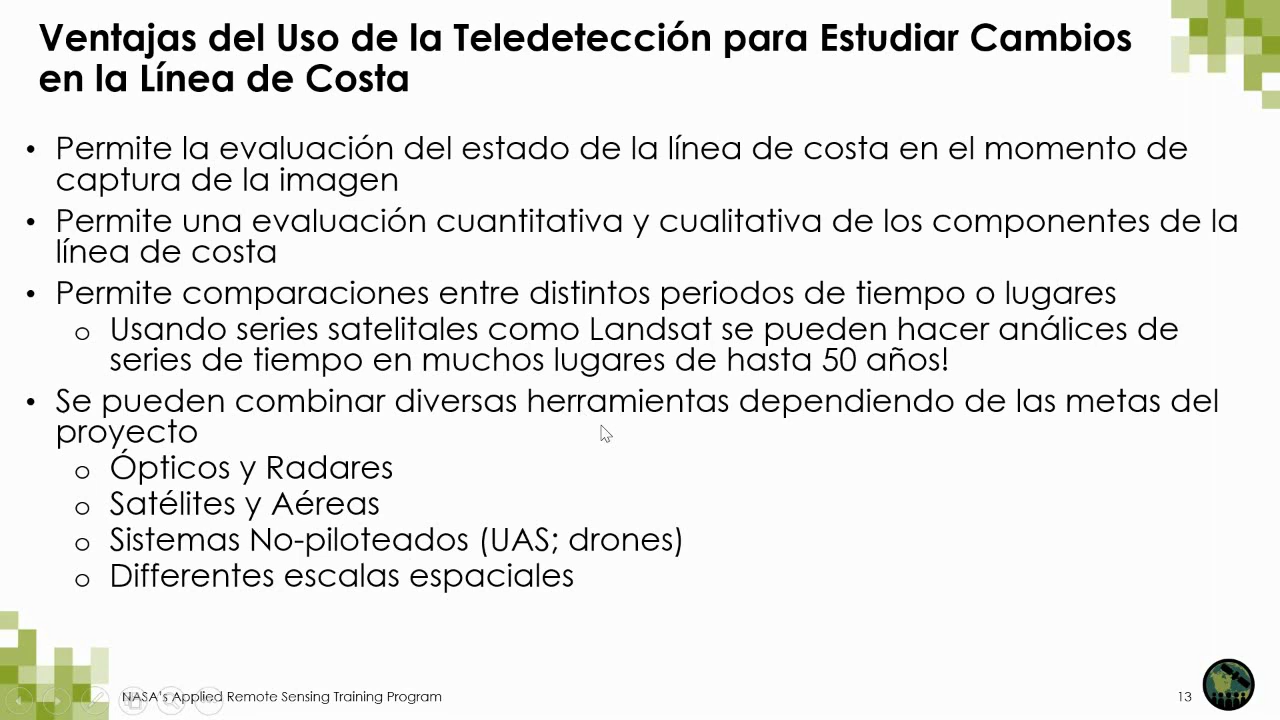 Ventajas del Uso de la Teledetección para Estudiar Cambios
en la Línea de Costa
• Permite la evaluación del estado de la línea de costa en el momento de
captura de la imagen
• Permite una evaluación cuantitativa y cualitativa de los componentes de la
línea de costa
• Permite comparaciones entre distintos periodos de tiempo o lugares
o Usando series satelitales como Landsat se pueden hacer análices de
series de tiempo en muchos lugares de hasta 50 años!
• Se pueden combinar diversas herramientas dependiendo de las metas del
proyecto
o Ópticos y Radares
o Satélites y Aéreas
o Sistemas No-piloteados (UAS; drones)
o Differentes escalas espaciales
NASA's Applied Remote Sensing Training Program
13